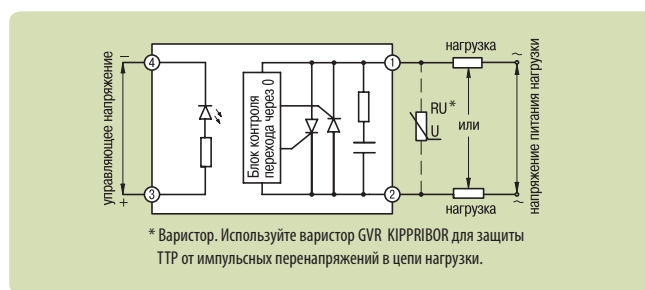 нагрузка
управляющее напряжение
− 4
3 +
Блок контроля
перехода через 0
1
2
RU*
U
или
~
~
нагрузка
напряжение питания нагрузки
* Варистор. Используйте варистор GVR KIPPRIBOR для защиты
ТТР от импульсных перенапряжений в цепи нагрузки.